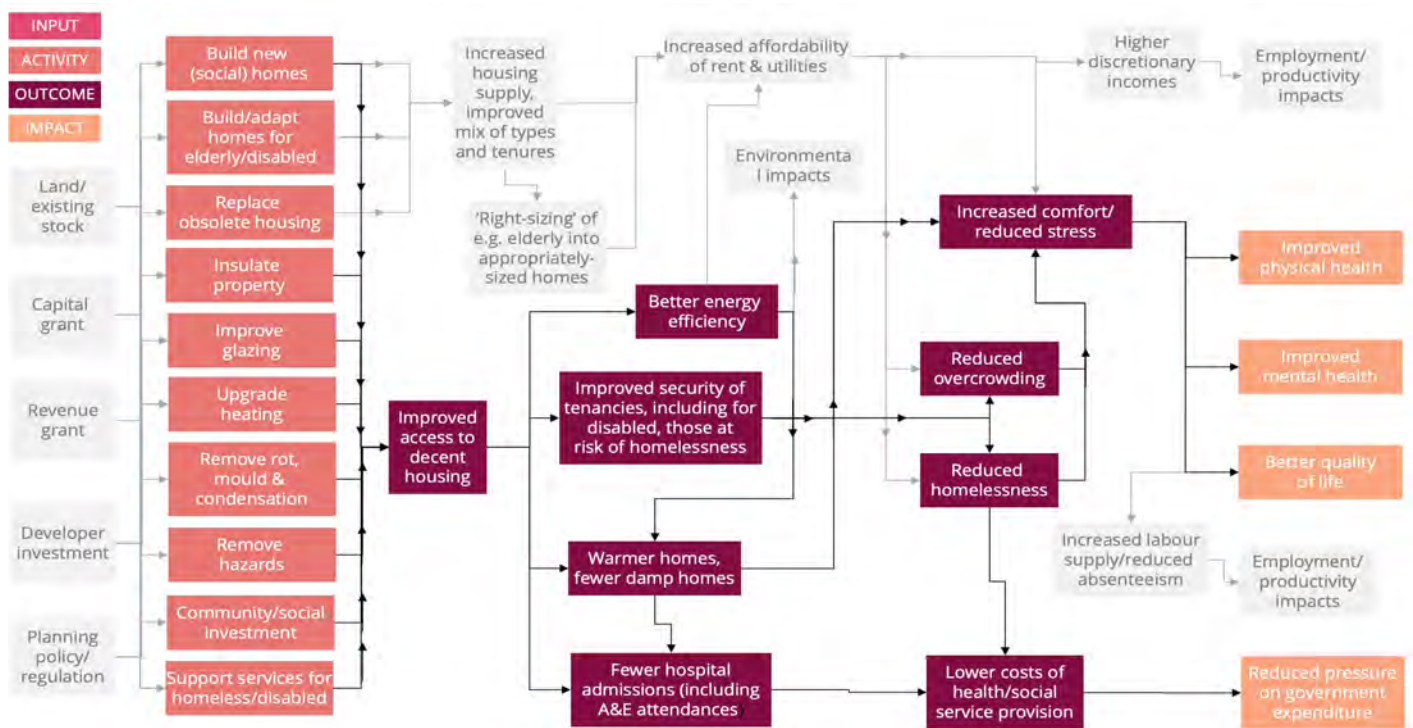 INPUT
ACTIVITY
OUTCOME
IMPACT
Land/
existing
stock
Capital
grant
Revenue
grant
Developer
investment
Planning
policy/
regulation
Build new
(social) homes
Build/adapt
homes for
elderly/disabled
Replace
obsolete housing
Insulate
property
Improve
glazing
Upgrade
heating
Remove rot,
mould &
condensation
Remove
hazards
Community/social
investment
Support services for
homeless/disabled
Increased
housing
supply,
improved
mix of types
and tenures
'Right-sizing' of
e.g. elderly into
appropriately-
sized homes
Improved
access to
decent
housing
Increased affordability
of rent & utilities
Environmenta
l impacts
Better energy
efficiency
Improved security of
tenancies, including for
disabled, those at
risk of homelessness
Warmer homes,
fewer damp homes
Fewer hospital
admissions (including
A&E attendances)
Higher
discretionary
incomes
Employment/
productivity
impacts
Increased comfort/
reduced stress
Reduced
overcrowding
Reduced
homelessness
Increased labour
supply/reduced
absenteeism
Employment/
productivity
impacts
Lower costs of
health/social
service provision
Improved
physical health
Improved
mental health
Better quality
of life
Reduced pressure
on government
expenditure